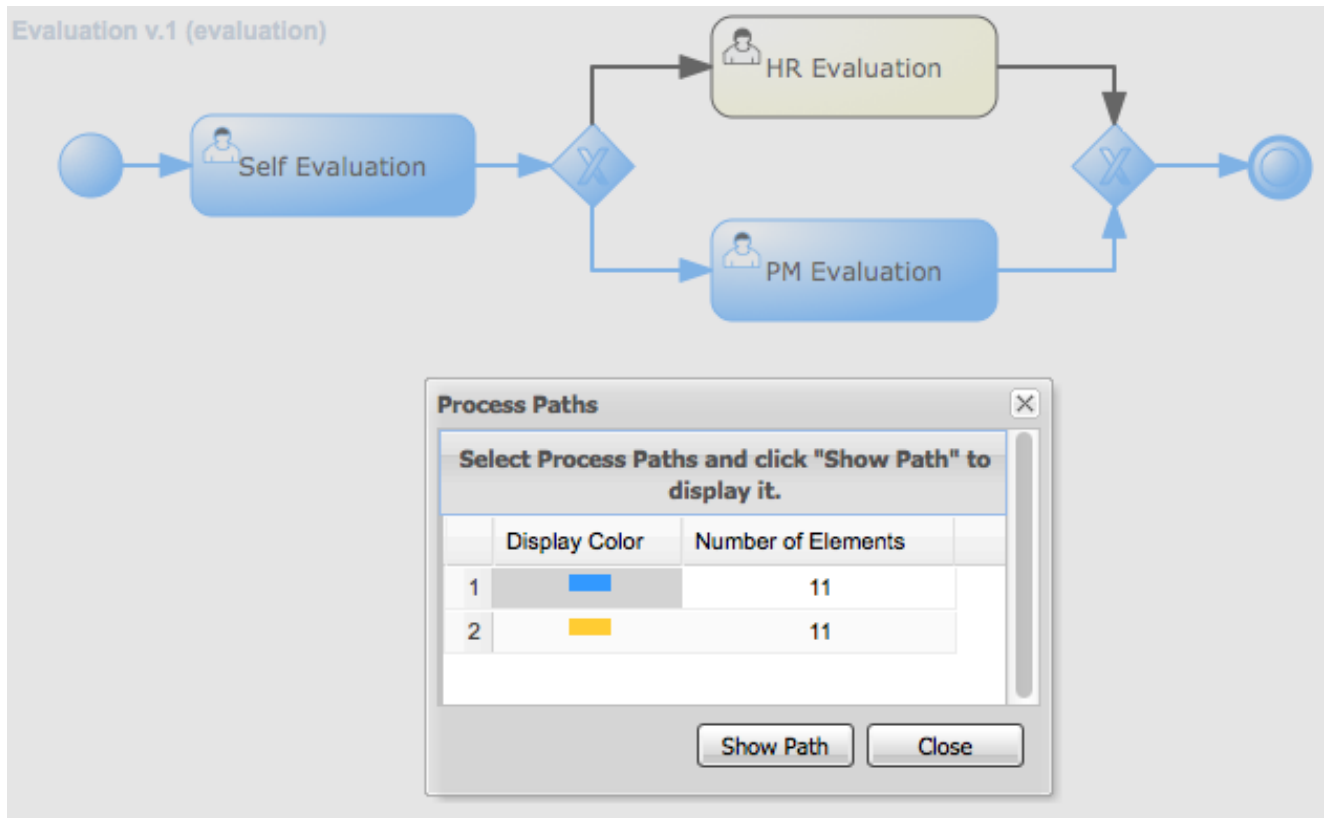 Evaluation v.1 (evaluation)
HR Evaluation
Self Evaluation
X
X
PM Evaluation
Process Paths
Select Process Paths and click "Show Path" to
display it.
Display Color Number of Elements
1 11
2 11
Show Path Close